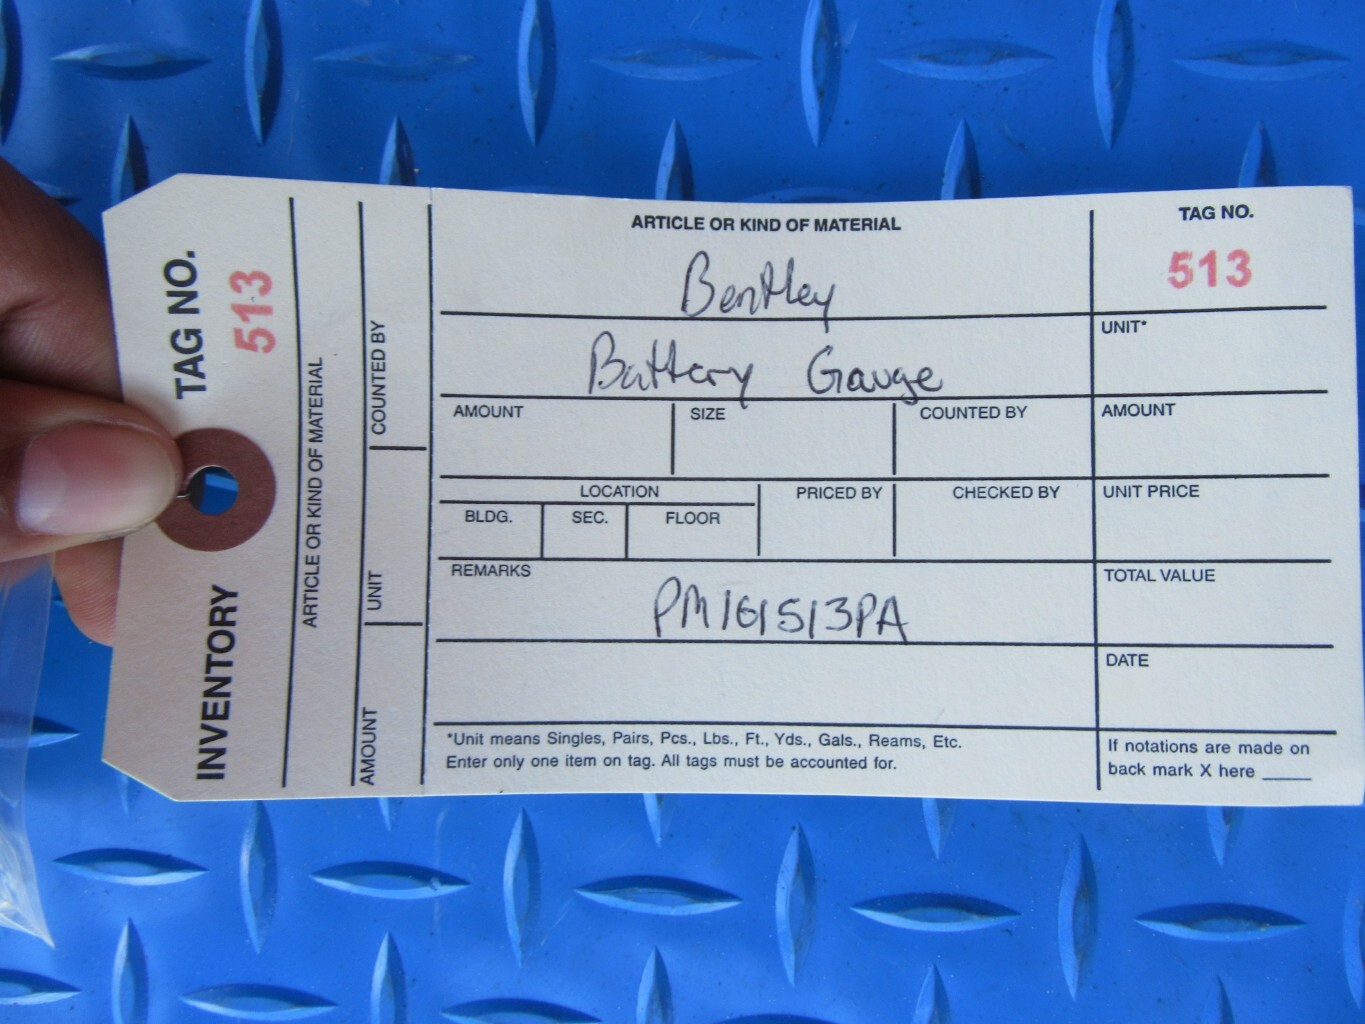 TAG NO.
513
INVENTORY
ARTICLE OR KIND OF MATERIAL
COUNTED BY
UNIT
AMOUNT
ARTICLE OR KIND OF MATERIAL
Bentley
Battery Gauge
TAG NO.
513
UNIT*
AMOUNT SIZE COUNTED BY AMOUNT
LOCATION PRICED BY CHECKED BY UNIT PRICE
BLDG. SEC. FLOOR
REMARKS TOTAL VALUE
PM161513PA
DATE
*Unit means Singles, Pairs, Pcs., Lbs., Ft., Yds., Gals., Reams, Etc.
Enter only one item on tag. All tags must be accounted for.
If notations are made on
back mark X here ____